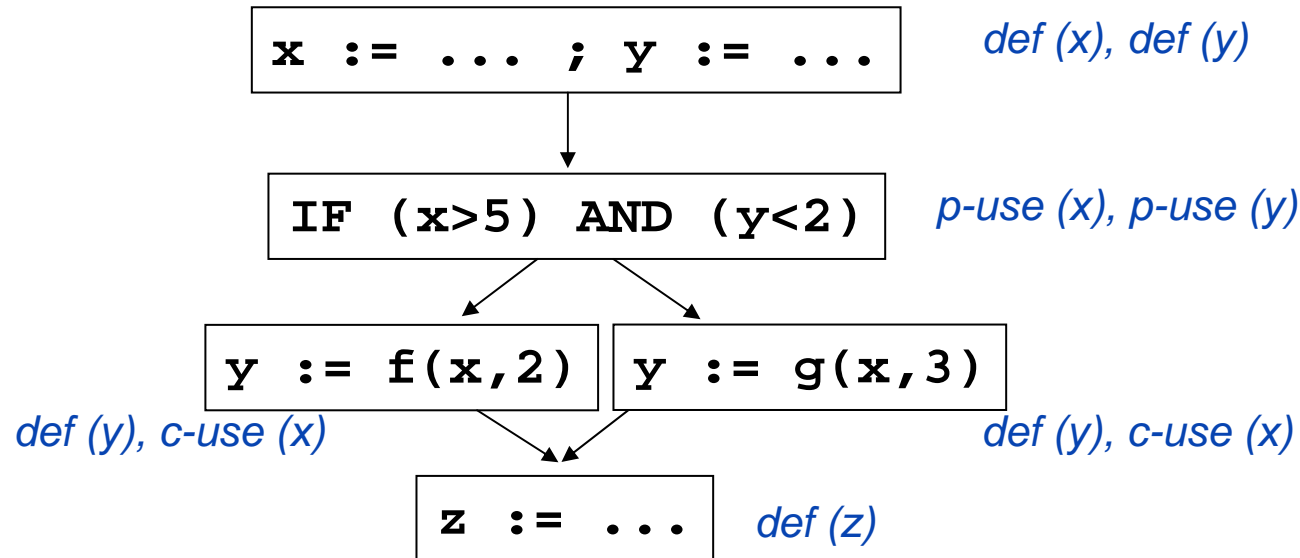 x := ... ; y := ...
def (x), def (y)
IF (x>5) AND (y<2)
p-use (x), p-use (y)
y := f(x,2)
y := g(x,3)
def (y), c-use (x)
def (y), c-use (x)
z := ...
def (z)